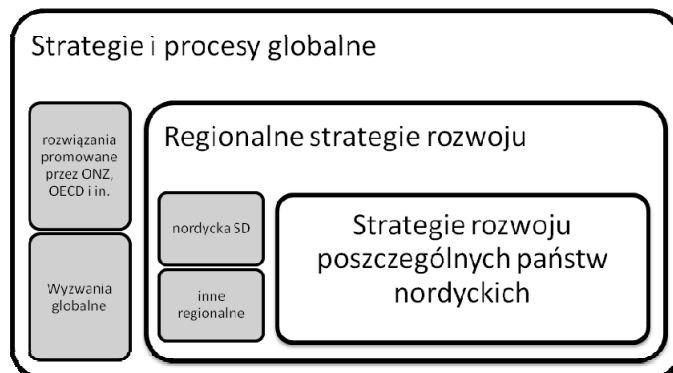 Strategie i procesy globalne
rozwiązania
promowane
przez ONZ,
OECD i in.
Wyzwania
globalne
Regionalne strategie rozwoju
nordycka SD
inne
regionalne
Strategie rozwoju
poszczególnych państw
nordyckich